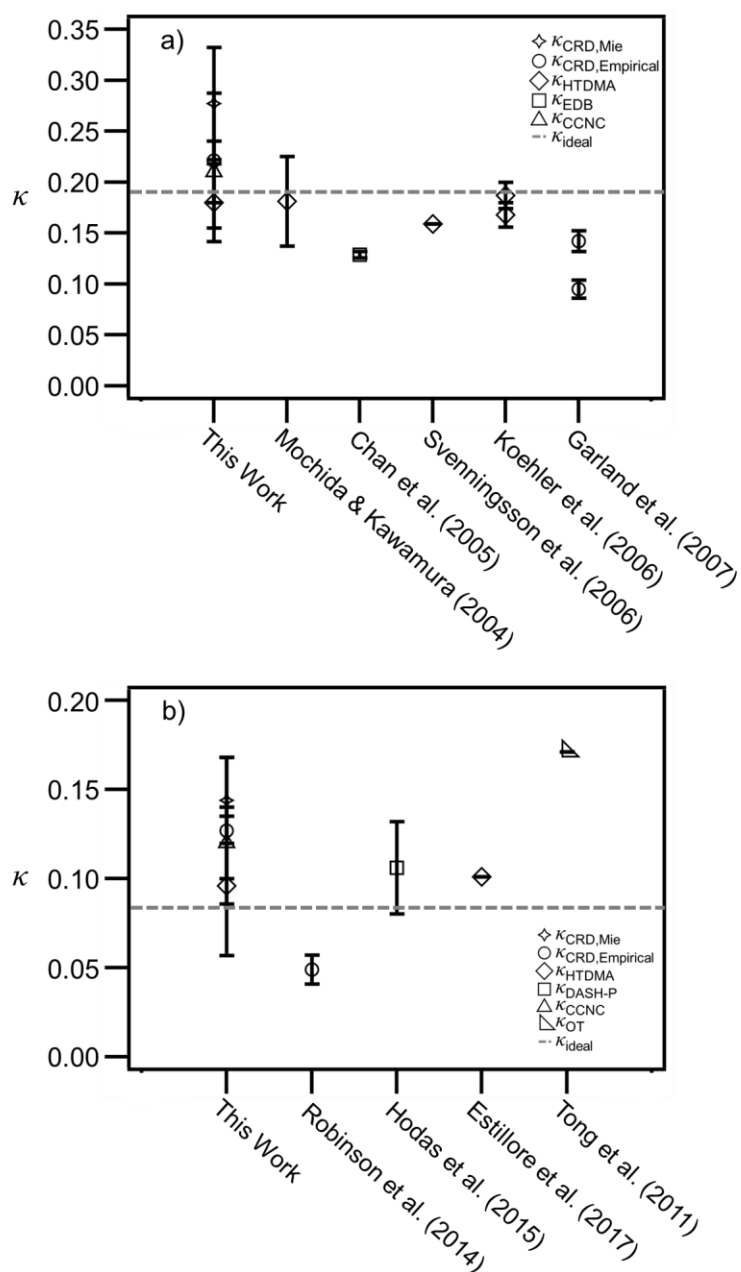 a)
κ
0.35
0.30
0.25
0.20
0.15
0.10
0.05
0.00
κCRD,Mie
κCRD,Empirical
κHTDMA
κEDB
κCCNC
κideal
This Work
Mochida & Kawamura (2004)
Chan et al. (2005)
Svenningsson et al. (2006)
Koehler et al. (2006)
Garland et al. (2007)
b)
κ
0.20
0.15
0.10
0.05
0.00
κCRD,Mie
κCRD,Empirical
κHTDMA
κDASH-P
κCCNC
κOT
κideal
This Work
Robinson et al. (2014)
Hodas et al. (2015)
Estillore et al. (2017)
Tong et al. (2011)